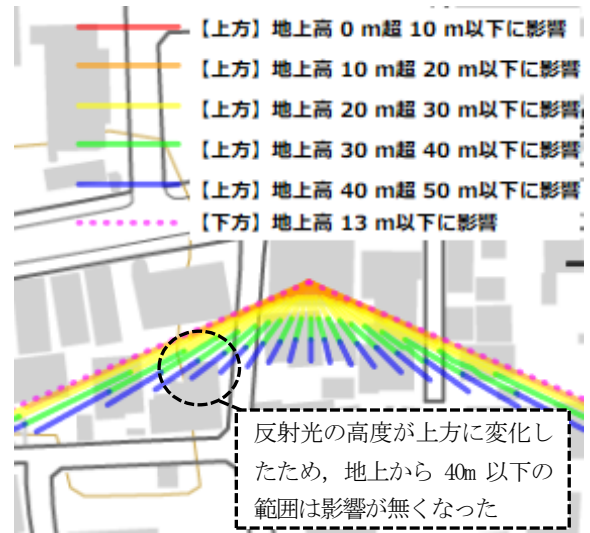 【上方】地上高 0 m超 10 m以下に影響
【上方】地上高 10 m超 20 m以下に影響
【上方】地上高 20 m超 30 m以下に影響
【上方】地上高 30 m超 40 m以下に影響
【上方】地上高 40 m超 50 m以下に影響
【下方】地上高 13 m以下に影響
反射光の高度が上方に変化し
たため，地上から 40m 以下の
範囲は影響が無くなった